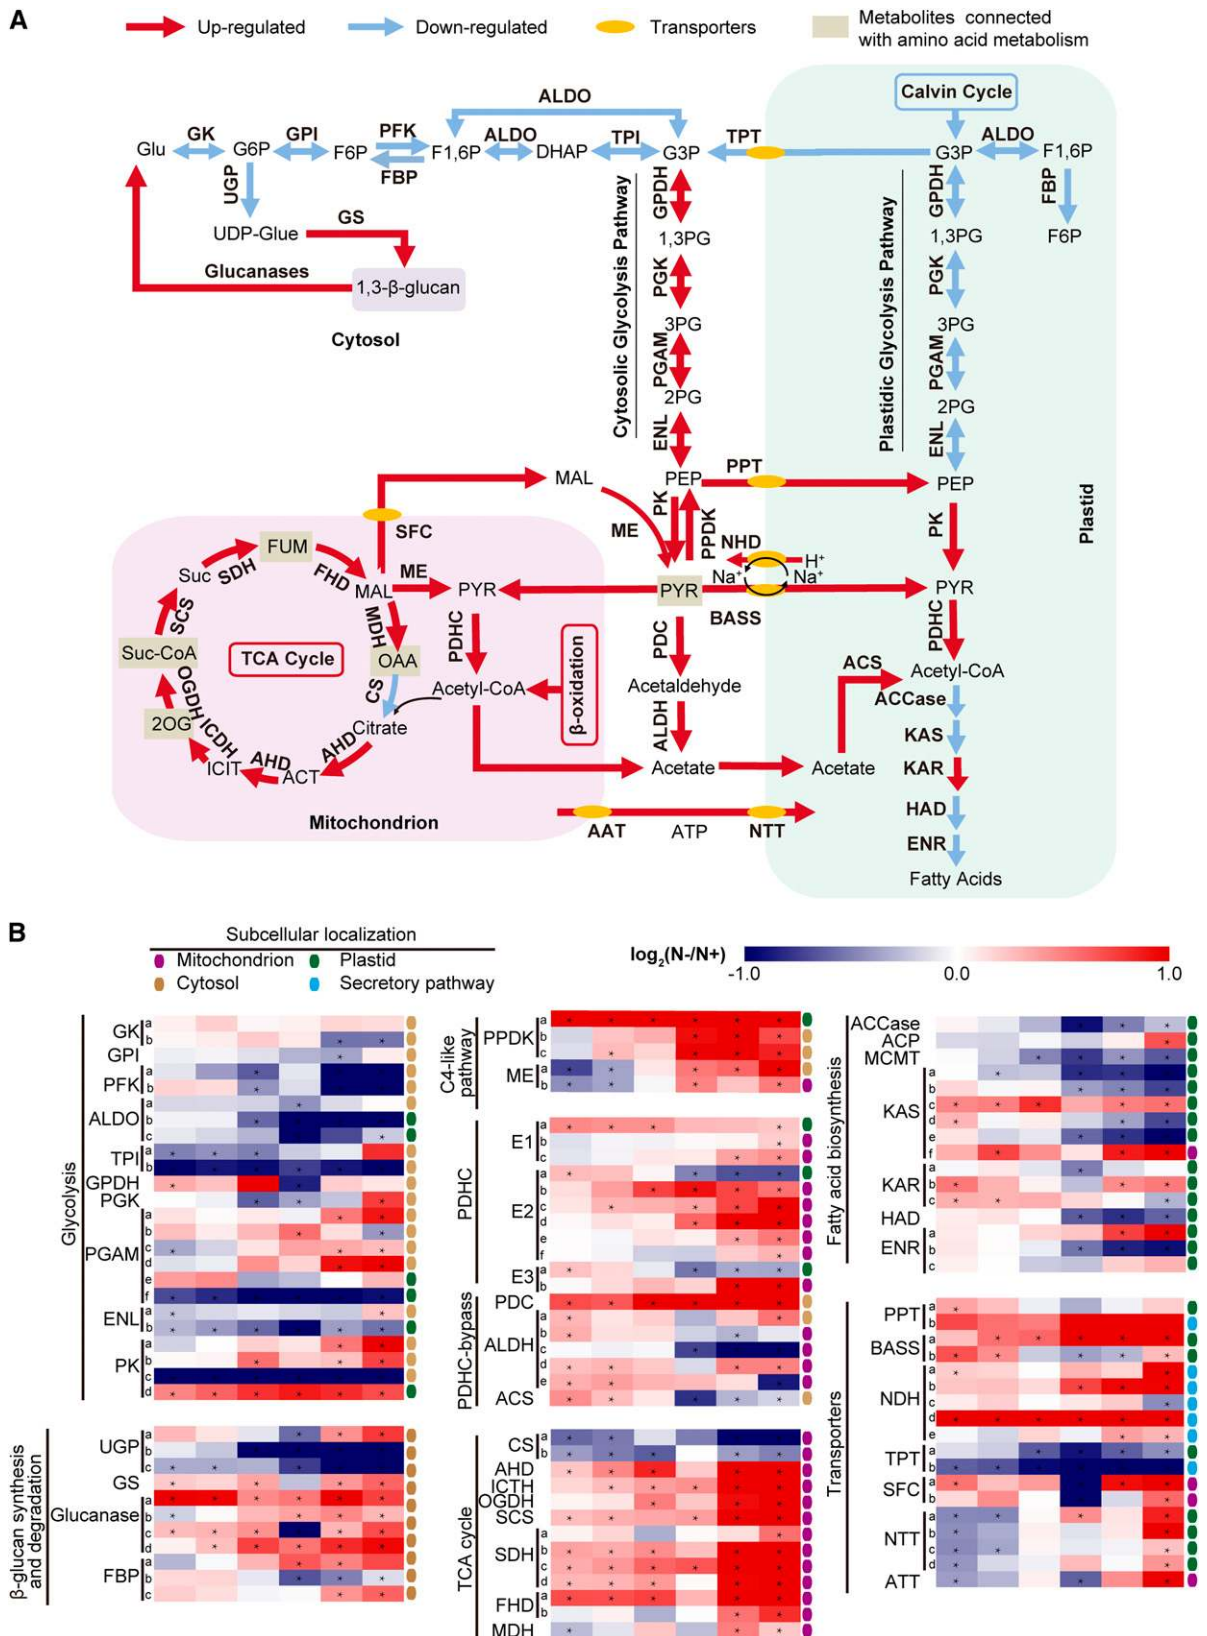 A
Up-regulated
Down-regulated
Transporters
Metabolites connected
with amino acid metabolism
Calvin Cycle
ALDO
Glu
GK
G6P
GPI
F6P
PFK
FBP
F1,6P
ALDO
DHAP
TPI
G3P
TPT
G3P
ALDO
F1,6P
UGP
GPDH
GPDH
FBP
UDP-Glue
GS
1,3PG
1,3PG
F6P
Glucanases
1,3-β-glucan
PGK
PGK
Cytosol
Cytosolic Glycolysis Pathway
Plastidic Glycolysis Pathway
3PG
3PG
PGAM
PGAM
2PG
2PG
ENL
ENL
MAL
PEP
PPT
PEP
Plastid
SFC
ME
PK
PPDK
NHD
H+
Na+
Na+
PK
FUM
Suc
SDH
FHD
MAL
ME
PYR
PYR
BASS
PYR
SCS
MDH
PDHC
PDC
PDHC
Suc-CoA
TCA Cycle
OAA
β-oxidation
Acetyl-CoA
Acetaldehyde
ACS
Acetyl-CoA
OGDH
CS
ALDH
ACCase
2OG
Citrate
KAS
ICDH
AHD
AHD
ICIT
ACT
Acetate
Acetate
KAR
HAD
Mitochondrion
AAT
ATP
NTT
ENR
Fatty Acids
B
Subcellular localization
Mitochondrion
Plastid
Cytosol
Secretory pathway
log2(N-/N+)
-1.0
0.0
1.0
Glycolysis
GK
a
b
GPI
PFK
a
b
ALDO
a
b
c
TPI
a
b
GPDH
PGK
PGAM
a
b
c
d
e
f
ENL
a
b
PK
a
b
c
d
β-glucan synthesis
and degradation
UGP
a
b
c
GS
Glucanase
a
b
c
d
FBP
a
b
c
C4-like
pathway
PPDK
a
b
c
ME
a
b
PDHC
E1
a
b
c
E2
a
b
c
d
e
f
E3
a
b
PDHC-bypass
PDC
ALDH
a
b
c
d
e
ACS
TCA cycle
CS
a
b
AHD
ICTH
OGDH
SCS
SDH
a
b
c
d
FHD
a
b
MDH
Fatty acid biosynthesis
ACCase
ACP
MCMT
KAS
a
b
c
d
e
f
KAR
a
b
c
HAD
ENR
a
b
c
Transporters
PPT
a
b
BASS
a
b
NDH
a
b
c
d
e
TPT
a
b
SFC
a
b
NTT
a
b
c
d
ATT